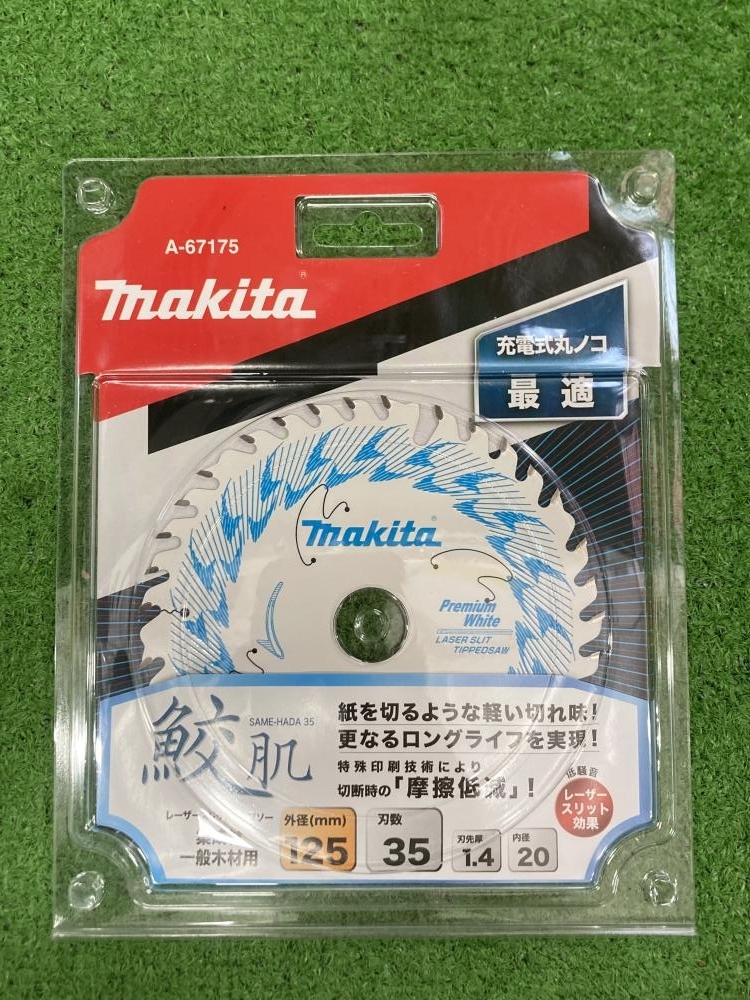 A-67175
makita®
充電式丸ノコ
最適
makita®
Premium
White
LASER SLIT
TIPPEDSAW
鮫肌
SAME-HADA 35
紙を切るような軽い切れ味!
更なるロングライフを実現!
特殊印刷技術により
切断時の「摩擦低減」!
低騒音
レーザー
スリット
効果
一般木材用
外径(mm)
125
刃数
35
刃先厚
1.4
内径
20